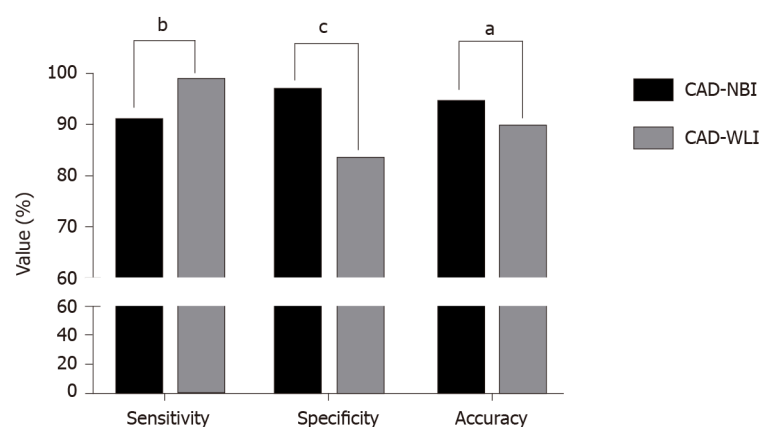 b
c
a
100
90
80
70
60
60
40
20
0
Value (%)
Sensitivity
Specificity
Accuracy
CAD-NBI
CAD-WLI